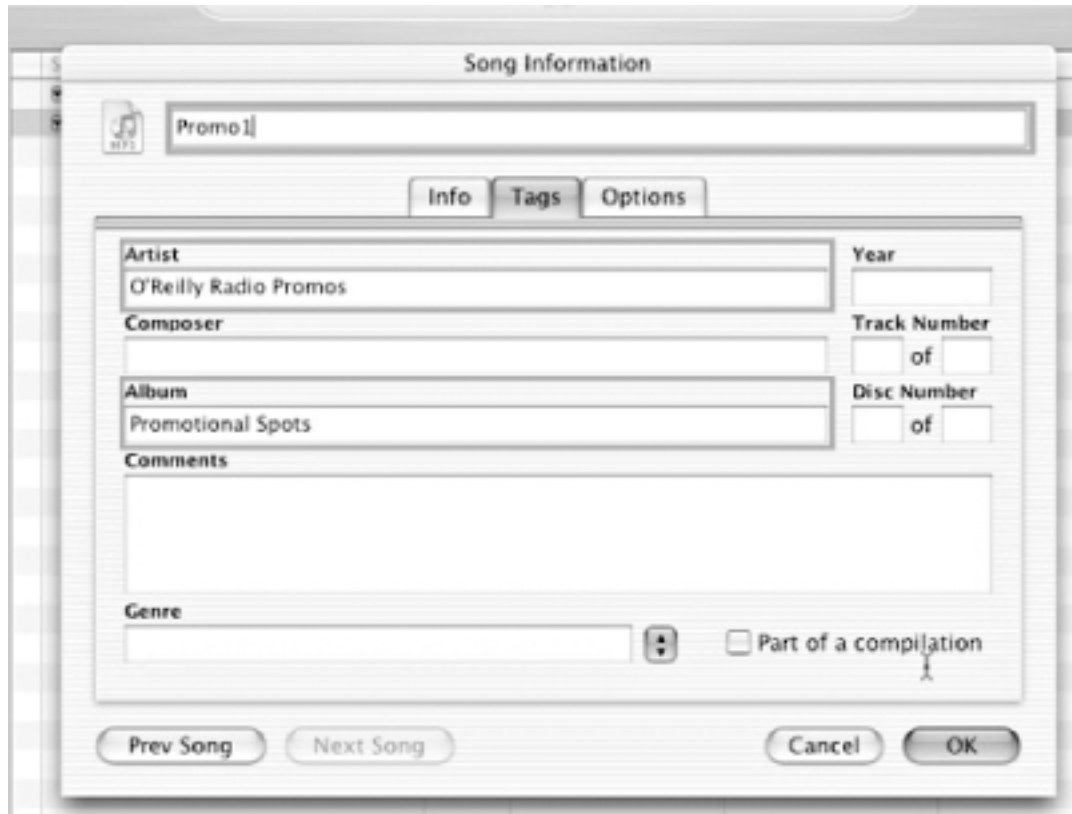 Song Information
MP3
Promo1
Info Tags Options
Artist
Year
O'Reilly Radio Promos
Composer
Track Number
of
Album
Disc Number
Promotional Spots
of
Comments
Genre
Part of a compilation
Prev Song Next Song Cancel OK